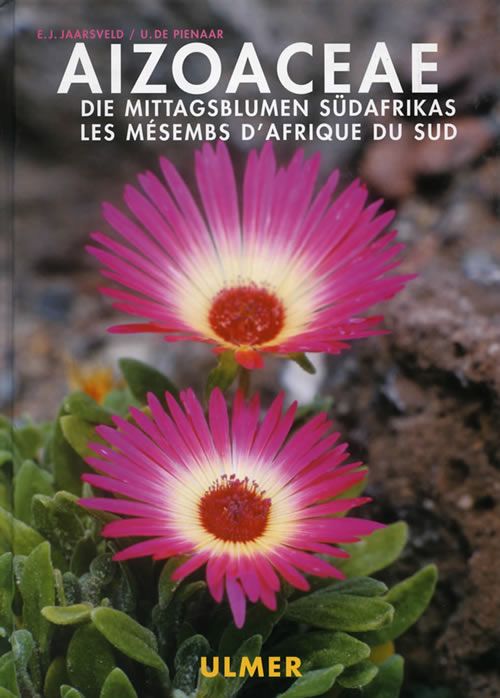 E.J. JAARSVELD / U. DE PIENAAR
AIZOACEAE
DIE MITTAGSBLUMEN SÜDAFRIKAS
LES MÉSEMBS D'AFRIQUE DU SUD
ULMER